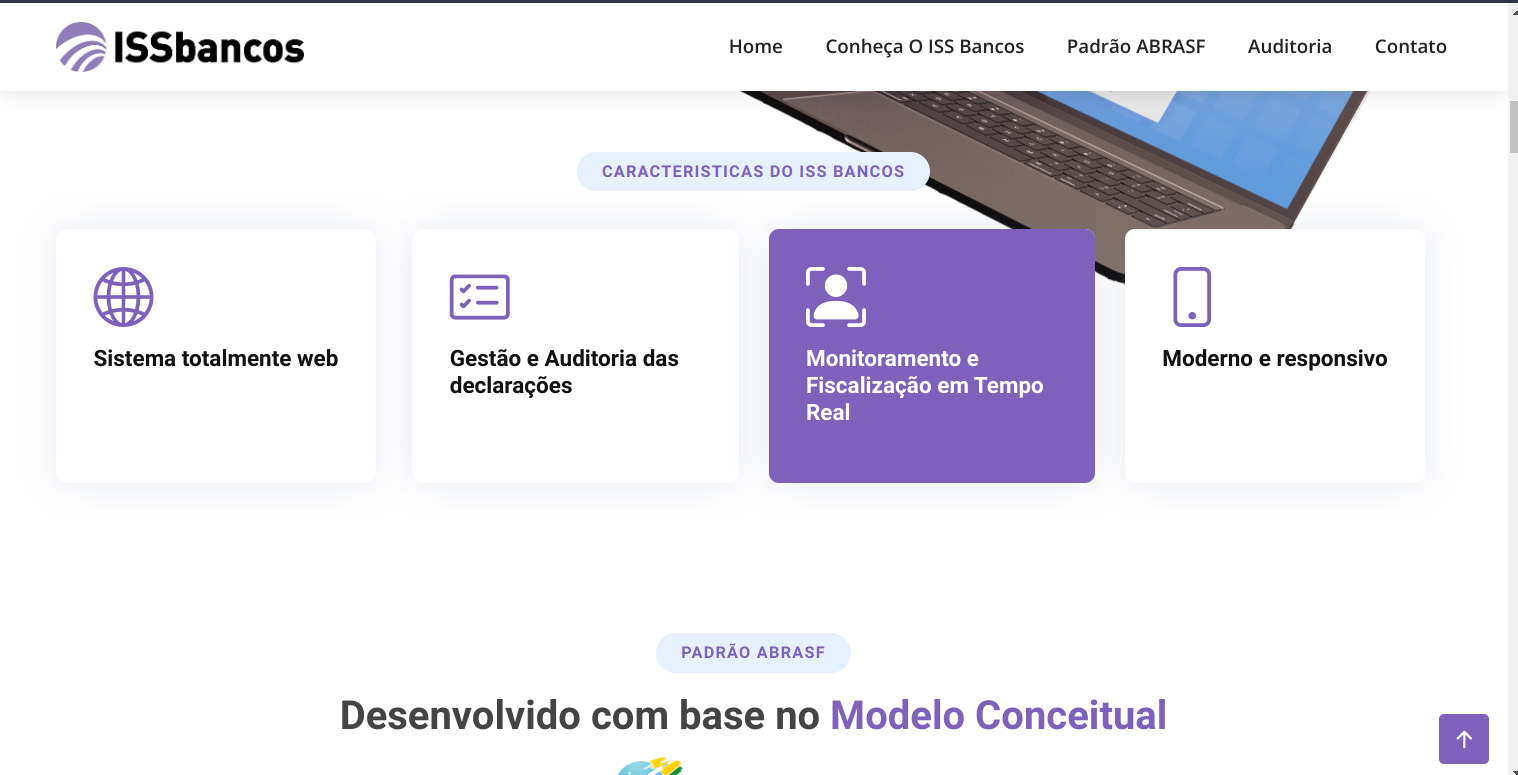 ISSbancos
Home
Conheça O ISS Bancos
Padrão ABRASF
Auditoria
Contato
CARACTERISTICAS DO ISS BANCOS
Sistema totalmente web
Gestão e Auditoria das
declarações
Monitoramento e
Fiscalização em Tempo
Real
Moderno e responsivo
PADRÃO ABRASF
Desenvolvido com base no Modelo Conceitual